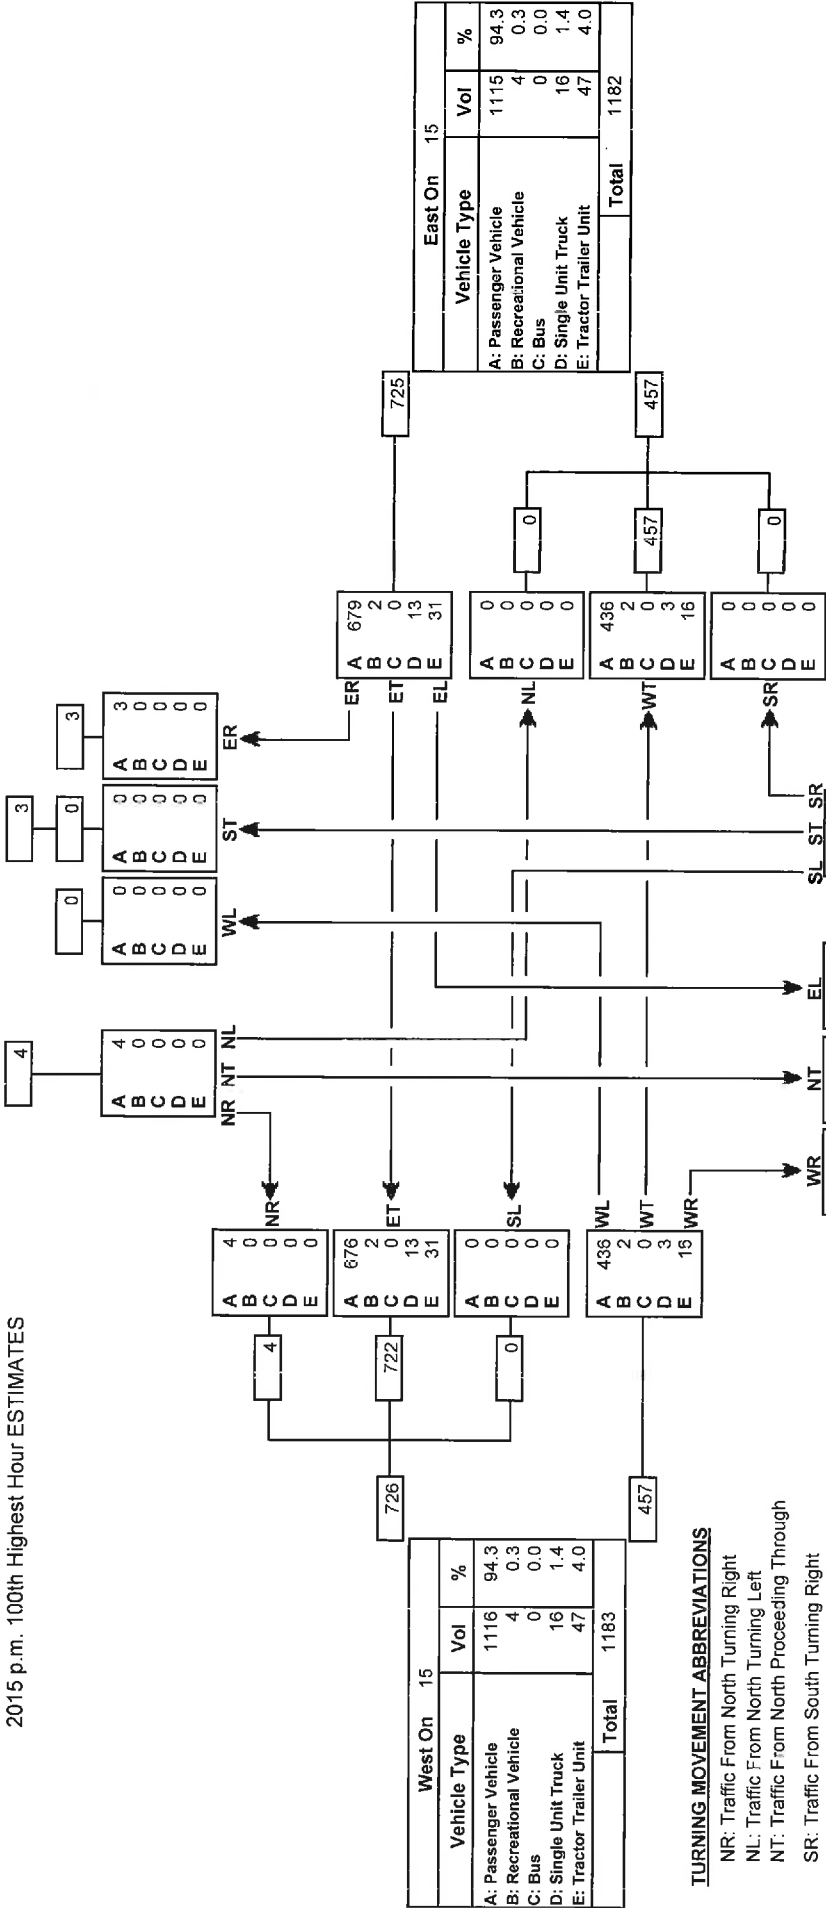 2015 p.m. 100th Highest Hour ESTIMATES
4
3
0
0
3
A 4
B 0
C 0
D 0
E 0
A 0
B 0
C 0
D 0
E 0
A 0
B 0
C 0
D 0
E 0
A 3
B 0
C 0
D 0
E 0
NR NT NL
WL
ST
ER
A 4
B 0
C 0
D 0
E 0
NR
4
A 676
B 2
C 0
D 13
E 31
ET
722
726
A 0
B 0
C 0
D 0
E 0
SL
0
ER
ET
EL
A 679
B 2
C 0
D 13
E 31
725
West On 15
Vehicle Type Vol %
A: Passenger Vehicle 1116 94.3
B: Recreational Vehicle 4 0.3
C: Bus 0 0.0
D: Single Unit Truck 16 1.4
E: Tractor Trailer Unit 47 4.0
Total 1183
East On 15
Vehicle Type Vol %
A: Passenger Vehicle 1115 94.3
B: Recreational Vehicle 4 0.3
C: Bus 0 0.0
D: Single Unit Truck 16 1.4
E: Tractor Trailer Unit 47 4.0
Total 1182
457
A 436
B 2
C 0
D 3
E 16
WL
WT
WR
NL
A 0
B 0
C 0
D 0
E 0
0
WT
A 436
B 2
C 0
D 3
E 16
457
457
SR
A 0
B 0
C 0
D 0
E 0
0
TURNING MOVEMENT ABBREVIATIONS
NR: Traffic From North Turning Right
NL: Traffic From North Turning Left
NT: Traffic From North Proceeding Through
SR: Traffic From South Turning Right
WR
NT
EL
SL ST SR